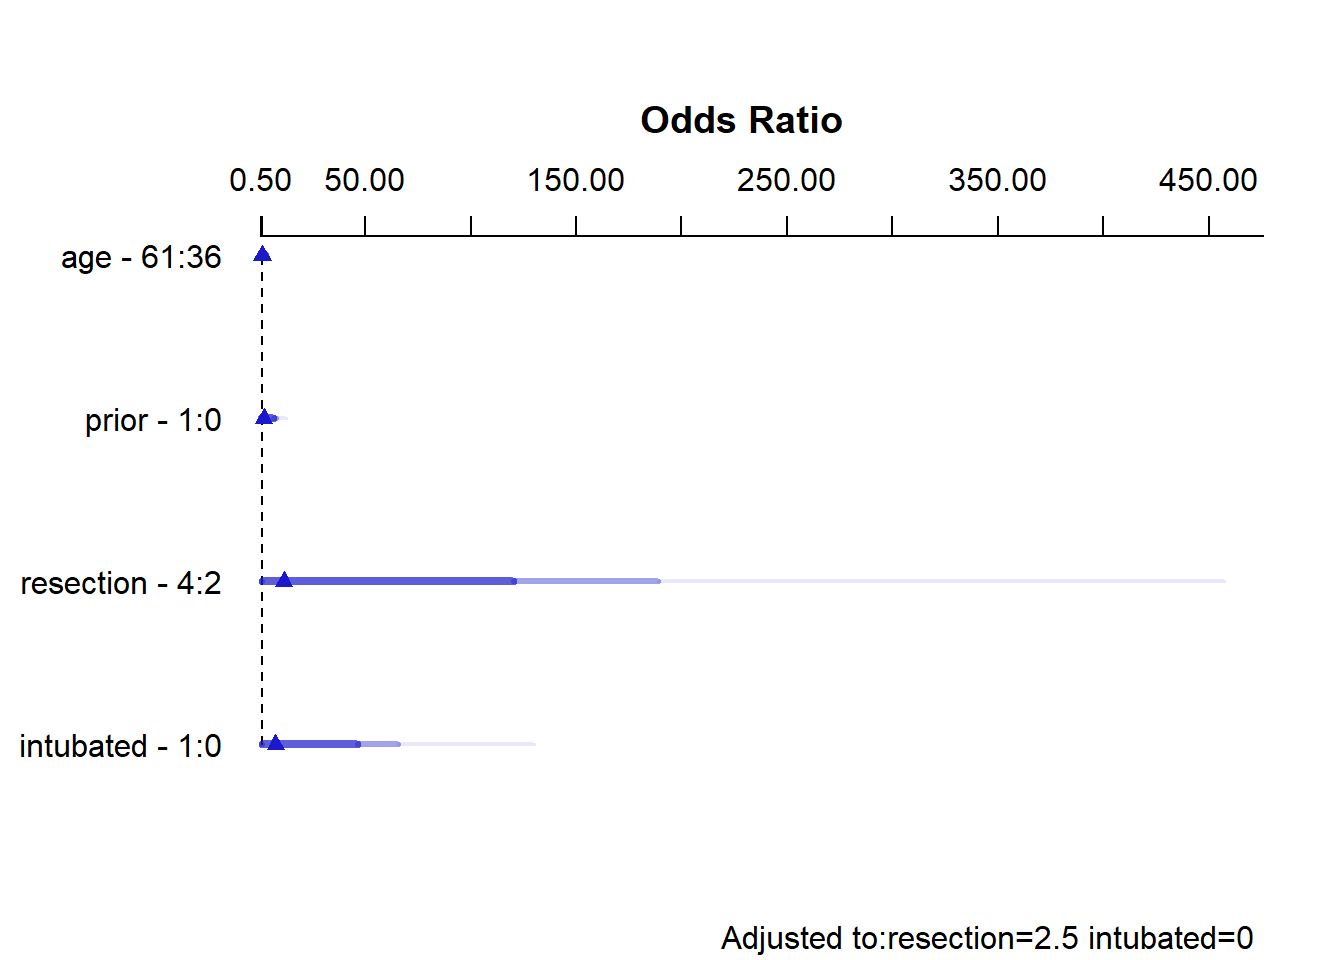 Odds Ratio
0.50 50.00 150.00 250.00 350.00 450.00
age - 61:36
prior - 1:0
resection - 4:2
intubated - 1:0
Adjusted to:resection=2.5 intubated=0